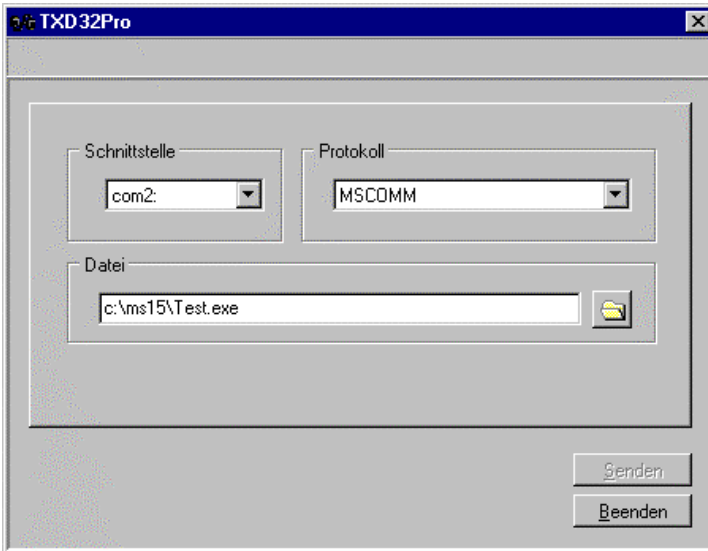 TXD32Pro
Schnittstelle
Protokoll
com2:
MSCOMM
Datei
c:\ms15\Test.exe
Senden
Beenden